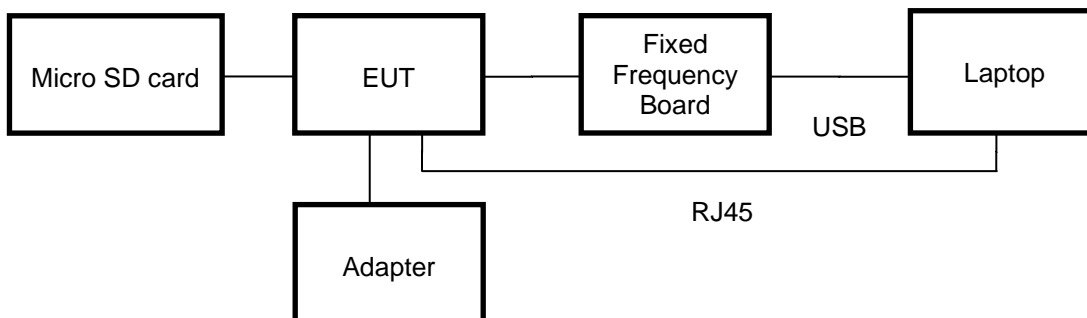 Micro SD card
EUT
Fixed
Frequency
Board
Laptop
USB
RJ45
Adapter